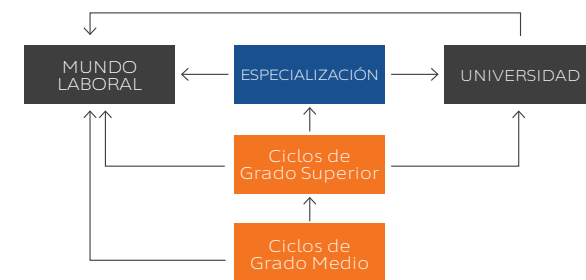 MUNDO
LABORAL
ESPECIALIZACIÓN
UNIVERSIDAD
Ciclos de
Grado Superior
Ciclos de
Grado Medio